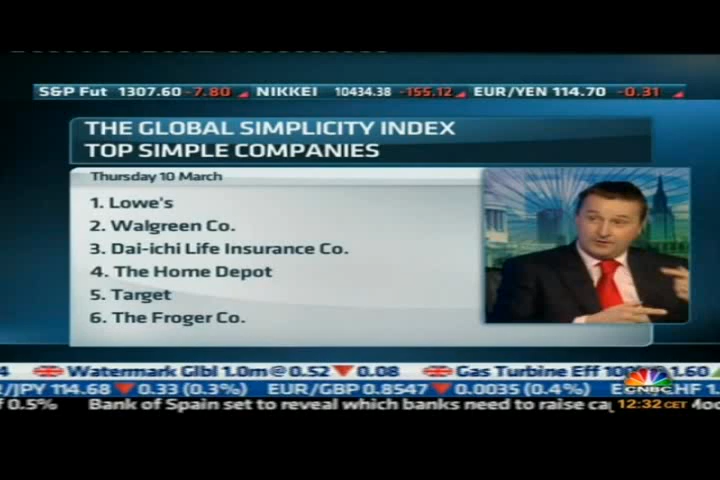 S&P Fut 1307.60 -7.80 NIKKEI 10434.38 -155.12 EUR/YEN 114.70 -0.31
THE GLOBAL SIMPLICITY INDEX
TOP SIMPLE COMPANIES
Thursday 10 March
1. Lowe's
2. Walgreen Co.
3. Dai-ichi Life Insurance Co.
4. The Home Depot
5. Target
6. The Froger Co.
4 Watermark Glbl 1.0m@0.52 0.08 Gas Turbine Eff 1.60
/JPY 114.68 0.33 (0.3%) EUR/GBP 0.8547 0.0035 (0.4%) CHF 1.
CNBC
f 0.5% Bank of Spain set to reveal which banks need to raise 12:32 CET